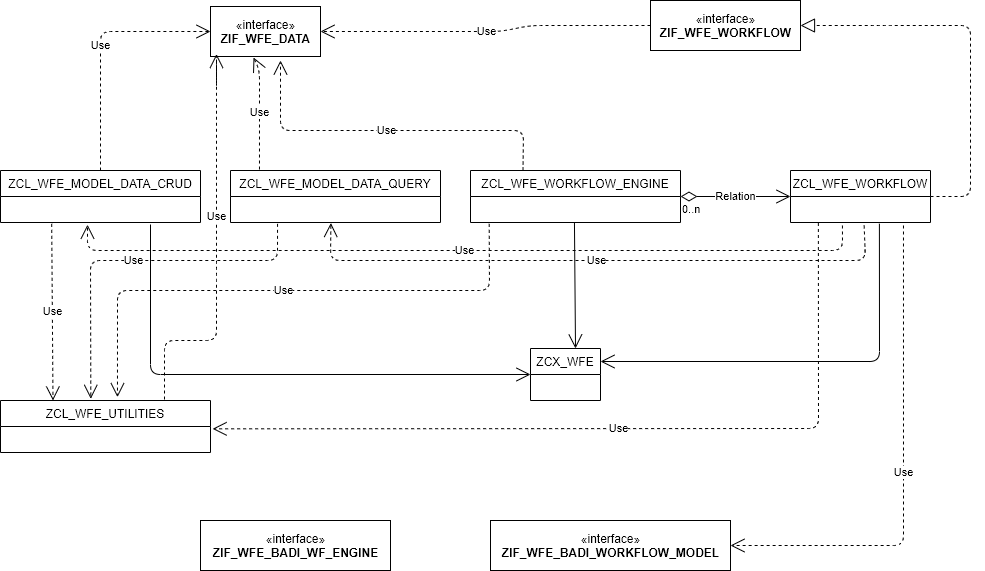 «interface»
ZIF_WFE_DATA
«interface»
ZIF_WFE_WORKFLOW
Use
Use
Use
Use
ZCL_WFE_MODEL_DATA_CRUD
ZCL_WFE_MODEL_DATA_QUERY
ZCL_WFE_WORKFLOW_ENGINE
ZCL_WFE_WORKFLOW
Relation
0..n
Use
Use
Use
Use
Use
Use
ZCX_WFE
ZCL_WFE_UTILITIES
Use
Use
«interface»
ZIF_WFE_BADI_WF_ENGINE
«interface»
ZIF_WFE_BADI_WORKFLOW_MODEL